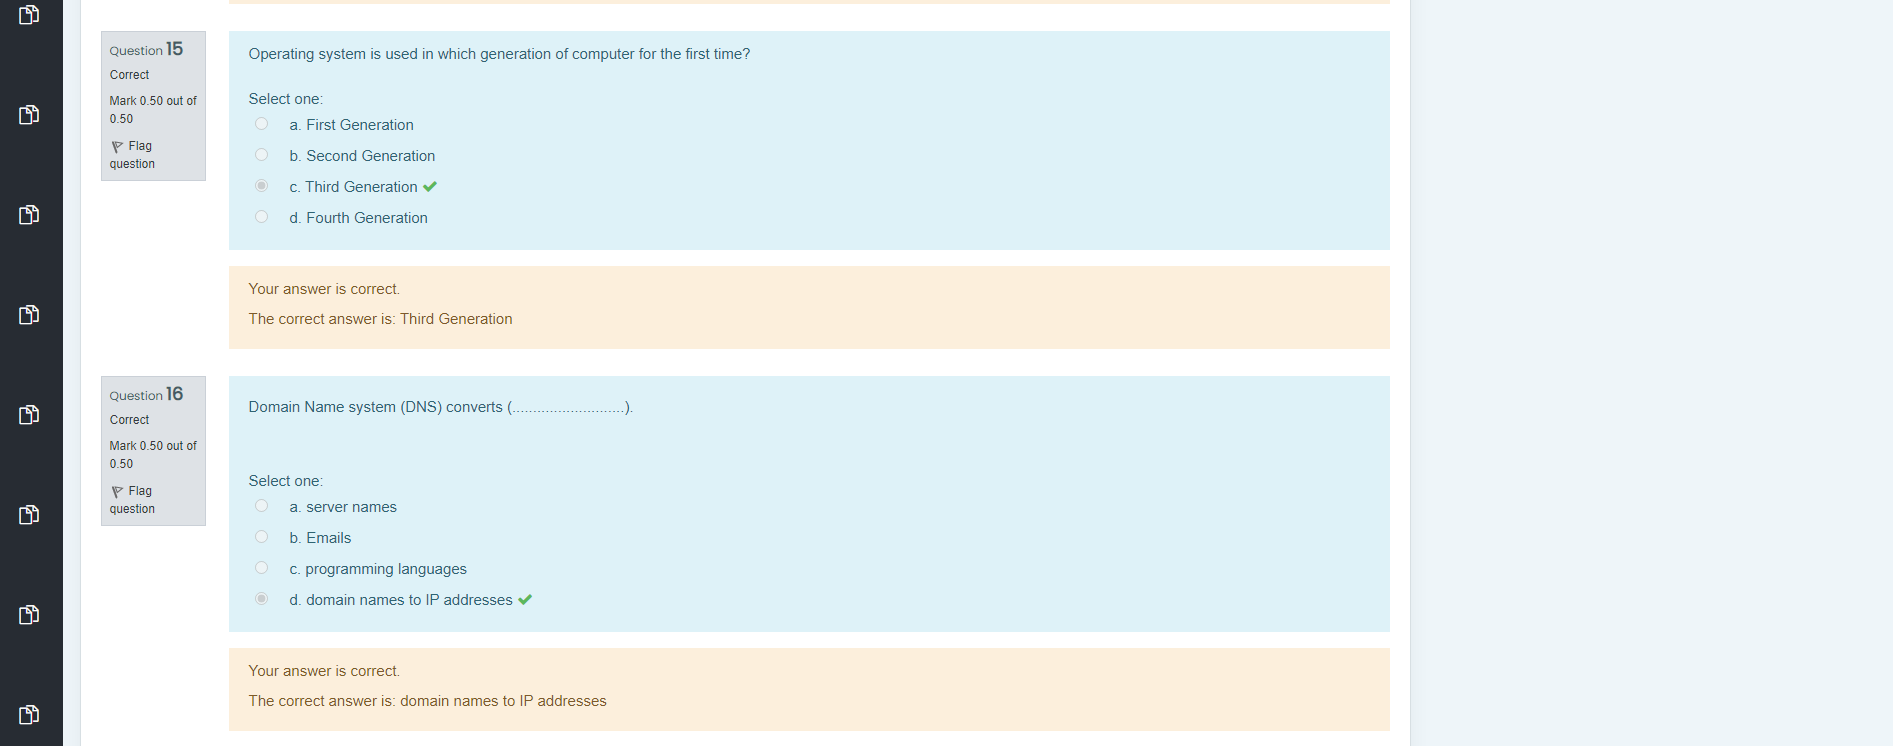 Question 15
Correct
Mark 0.50 out of
0.50
Flag
question
Operating system is used in which generation of computer for the first time?
Select one:
a. First Generation
b. Second Generation
c. Third Generation
d. Fourth Generation
Your answer is correct.
The correct answer is: Third Generation
Question 16
Correct
Mark 0.50 out of
0.50
Flag
question
Domain Name system (DNS) converts (...........................).
Select one:
a. server names
b. Emails
c. programming languages
d. domain names to IP addresses
Your answer is correct.
The correct answer is: domain names to IP addresses